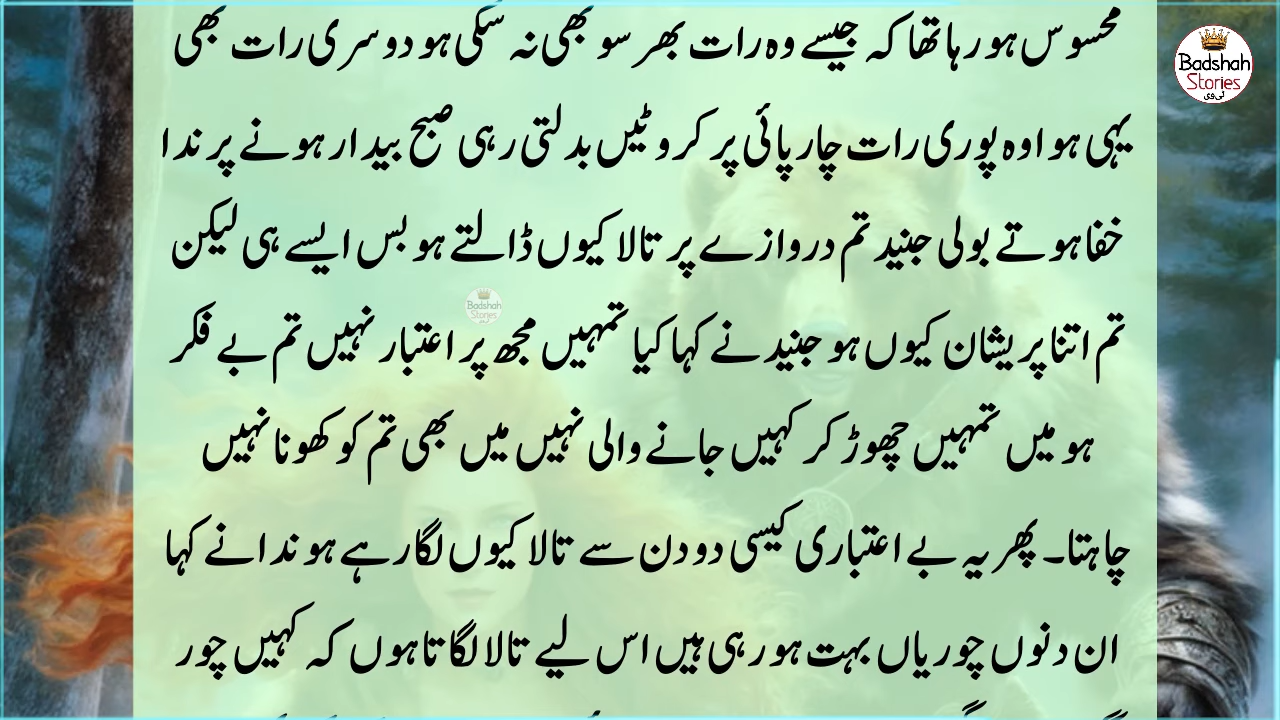 محسوس ہو رہا تھا کہ جیسے وہ رات بھر سو بھی نہ سکی ہو دوسری رات بھی
یہی ہوا وہ پوری رات چارپائی پر کروٹیں بدلتی رہی صبح بیدار ہونے پر ندا
خفا ہوتے بولی جنید تم دروازے پر تالا کیوں ڈالتے ہو بس ایسے ہی لیکن
تم اتنا پریشان کیوں ہو جنید نے کہا کیا تمہیں مجھ پر اعتبار نہیں تم بے فکر
ہو میں تمہیں چھوڑ کر کہیں جانے والی نہیں میں بھی تم کو کھونا نہیں
چاہتا۔ پھر یہ بے اعتباری کیسی دو دن سے تالا کیوں لگا رہے ہو ندا نے کہا
ان دنوں چوریاں بہت ہو رہی ہیں اس لیے تالا لگاتا ہوں کہ کہیں چور
Badshah
Stories
ٹی وی
Badshah
Stories